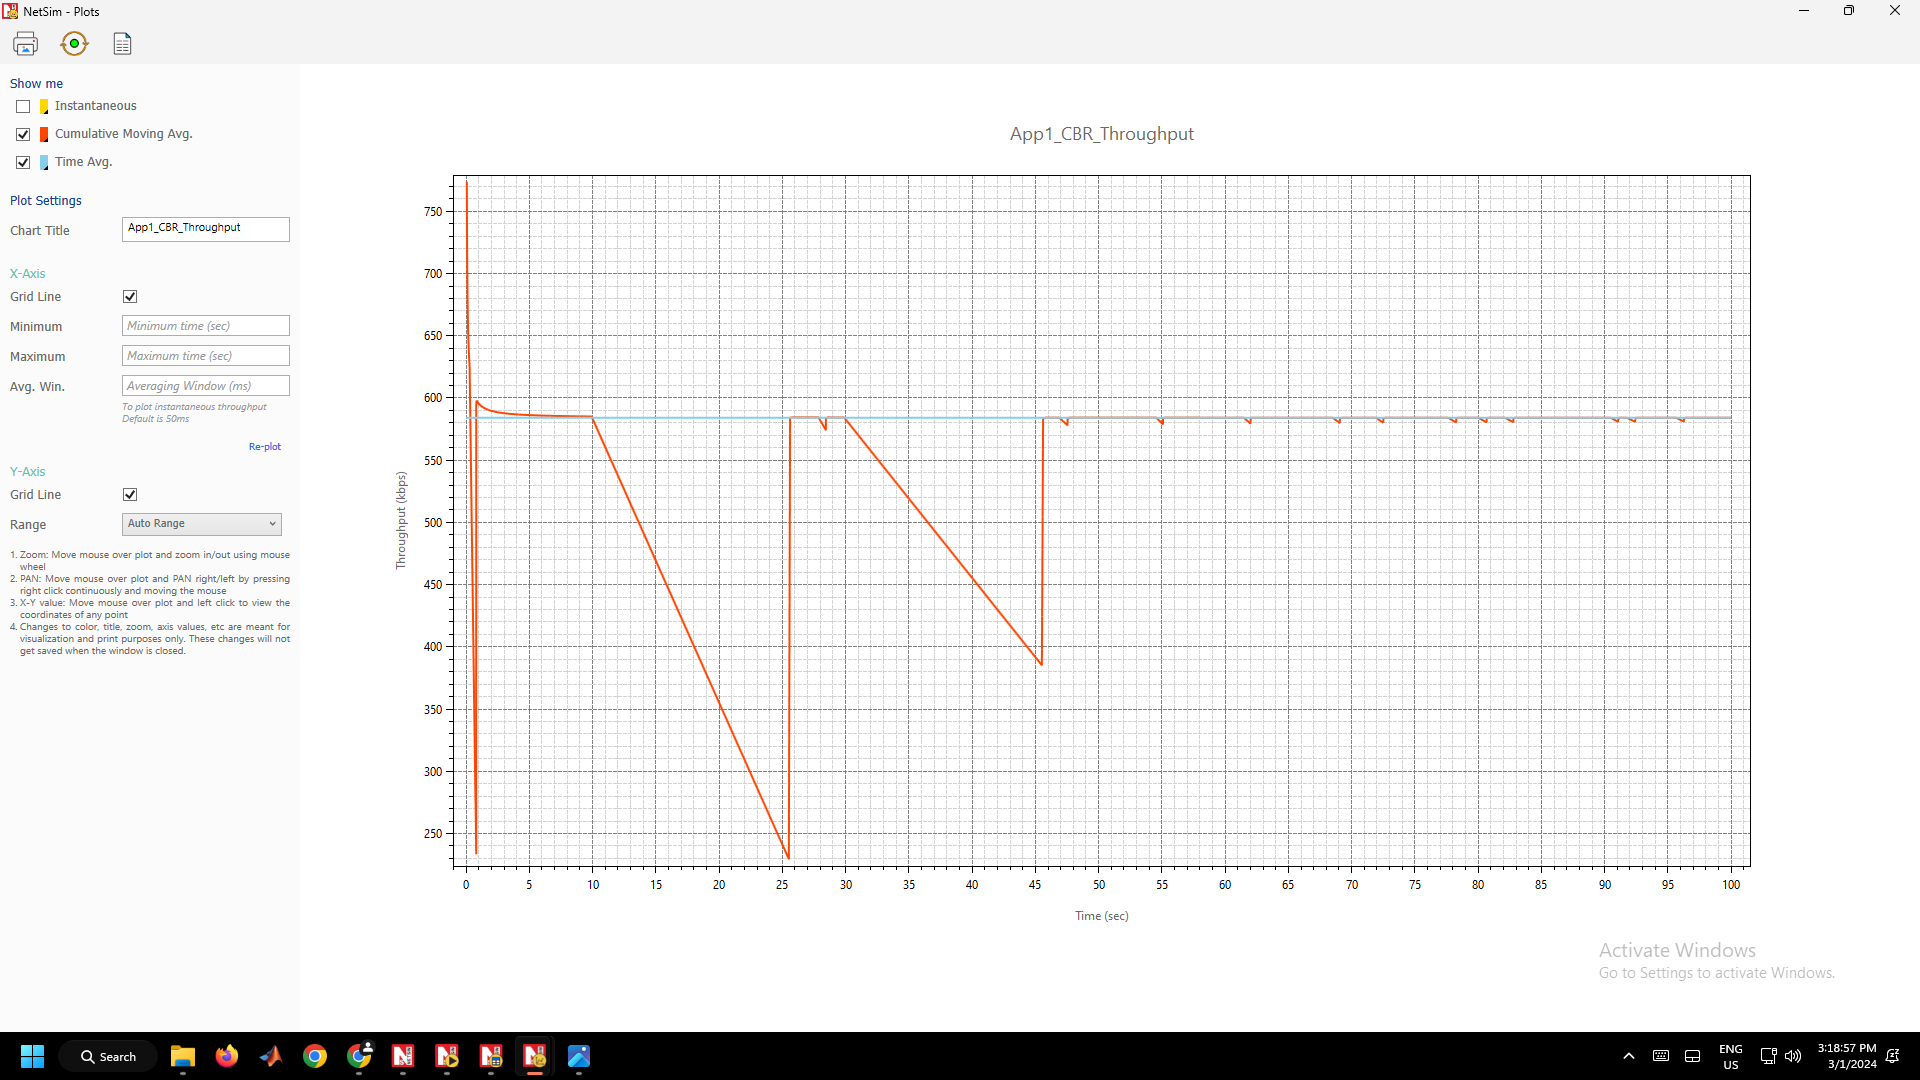 NetSim - Plots
Show me
Instantaneous
Cumulative Moving Avg.
Time Avg.
Plot Settings
Chart Title
App1_CBR_Throughput
X-Axis
Grid Line
Minimum
Minimum time (sec)
Maximum
Maximum time (sec)
Avg. Win.
Averaging Window (ms)
To plot instantaneous throughput
Default is 50ms
Re-plot
Y-Axis
Grid Line
Range
Auto Range
1. Zoom: Move mouse over plot and zoom in/out using mouse
wheel
2. PAN: Move mouse over plot and PAN right/left by pressing
right click continuously and moving the mouse
3. X-Y value: Move mouse over plot and left click to view the
coordinates of any point
4. Changes to color, title, zoom, axis values, etc are meant for
visualization and print purposes only. These changes will not
get saved when the window is closed.
App1_CBR_Throughput
Throughput (kbps)
750
700
650
600
550
500
450
400
350
300
250
0 5 10 15 20 25 30 35 40 45 50 55 60 65 70 75 80 85 90 95 100
Time (sec)
Activate Windows
Go to Settings to activate Windows.
Search
ENG
US
3:18:57 PM
3/1/2024